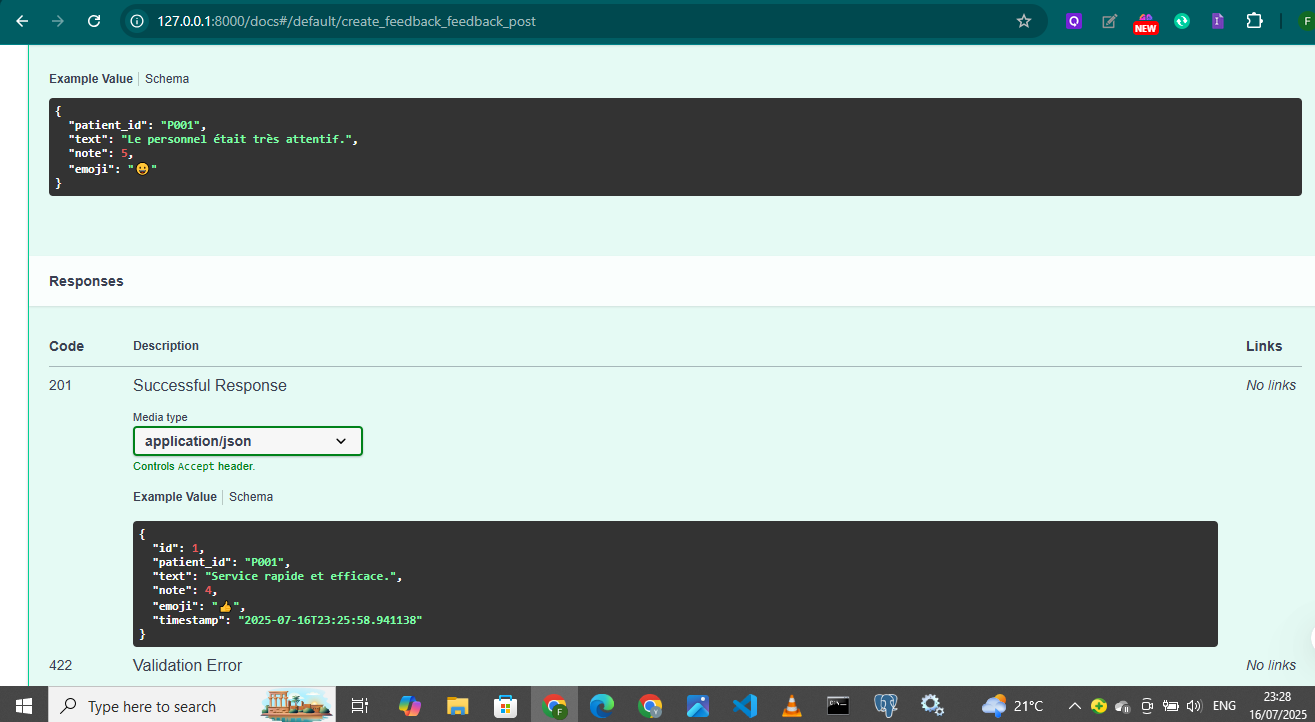 127.0.0.1:8000/docs#/default/create_feedback_feedback_post
Q
NEW
I
F
Example Value | Schema
{
"patient_id": "P001",
"text": "Le personnel était très attentif.",
"note": 5,
"emoji": "😀"
}
Responses
Code Description Links
201 Successful Response No links
Media type
application/json
Controls Accept header.
Example Value | Schema
{
"id": 1,
"patient_id": "P001",
"text": "Service rapide et efficace.",
"note": 4,
"emoji": "👍",
"timestamp": "2025-07-16T23:25:58.941138"
}
422 Validation Error No links
Type here to search
F
21°C
ENG
23:28
16/07/2025